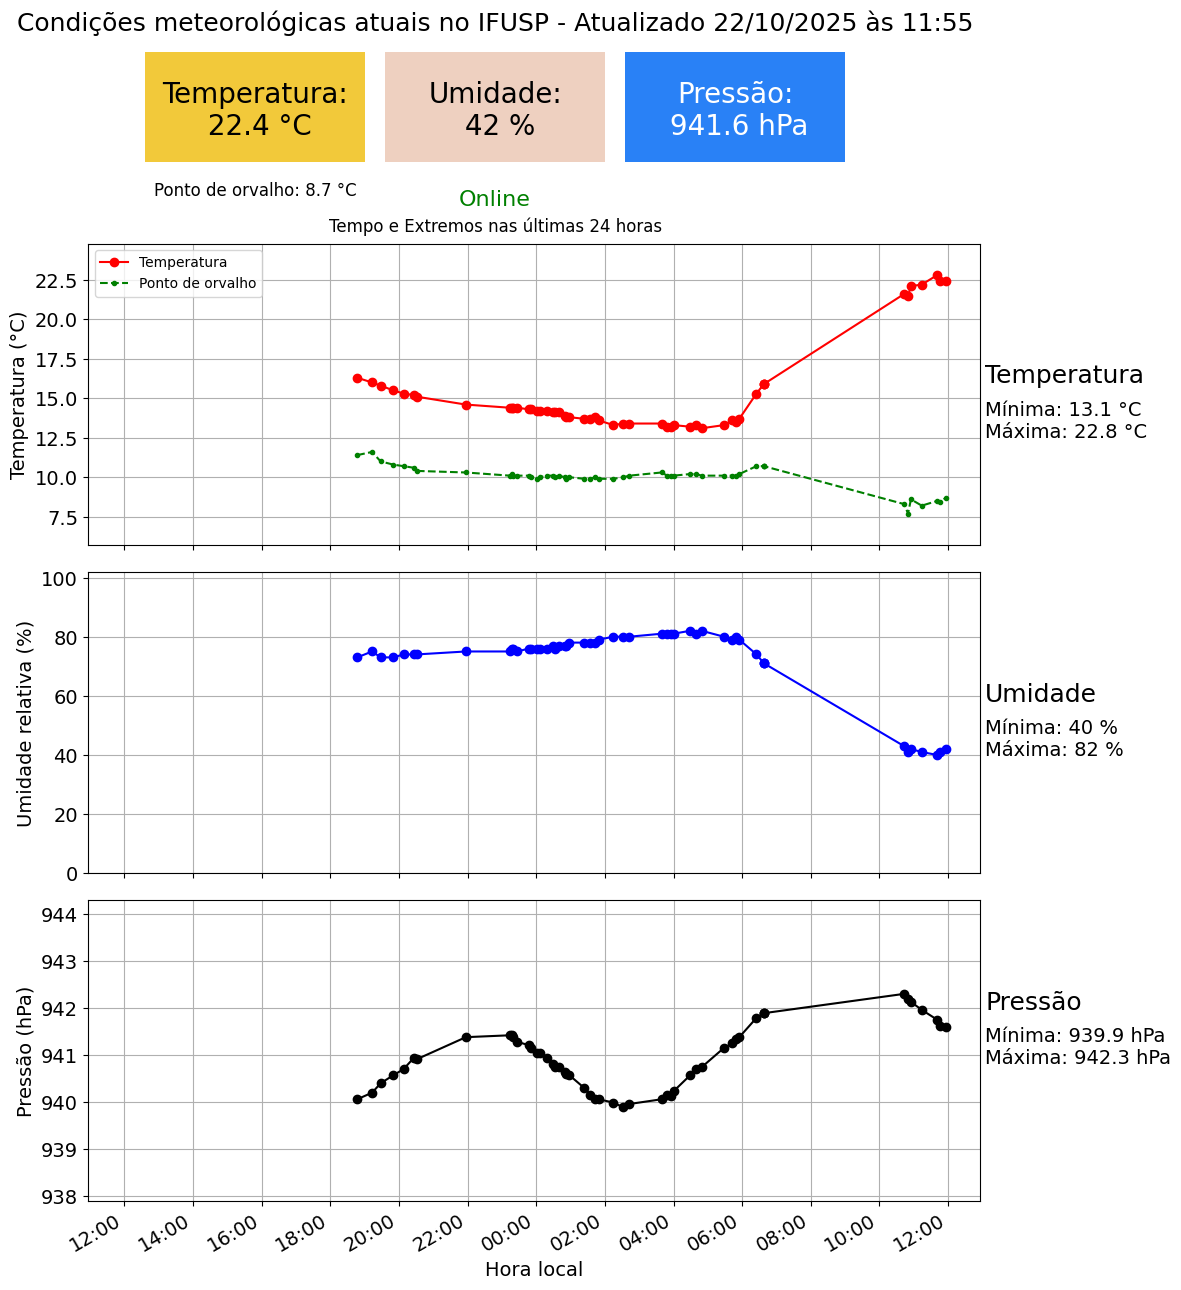 Condições meteorológicas atuais no IFUSP - Atualizado 22/10/2025 às 11:55
Temperatura:
22.4 °C
Umidade:
42 %
Pressão:
941.6 hPa
Ponto de orvalho: 8.7 °C
Online
Tempo e Extremos nas últimas 24 horas
Temperatura (°C)
22.5
20.0
17.5
15.0
12.5
10.0
7.5
Temperatura
Ponto de orvalho
Temperatura
Mínima: 13.1 °C
Máxima: 22.8 °C
Umidade relativa (%)
100
80
60
40
20
0
Umidade
Mínima: 40 %
Máxima: 82 %
Pressão (hPa)
944
943
942
941
940
939
938
Pressão
Mínima: 939.9 hPa
Máxima: 942.3 hPa
12:00 14:00 16:00 18:00 20:00 22:00 00:00 02:00 04:00 06:00 08:00 10:00 12:00
Hora local